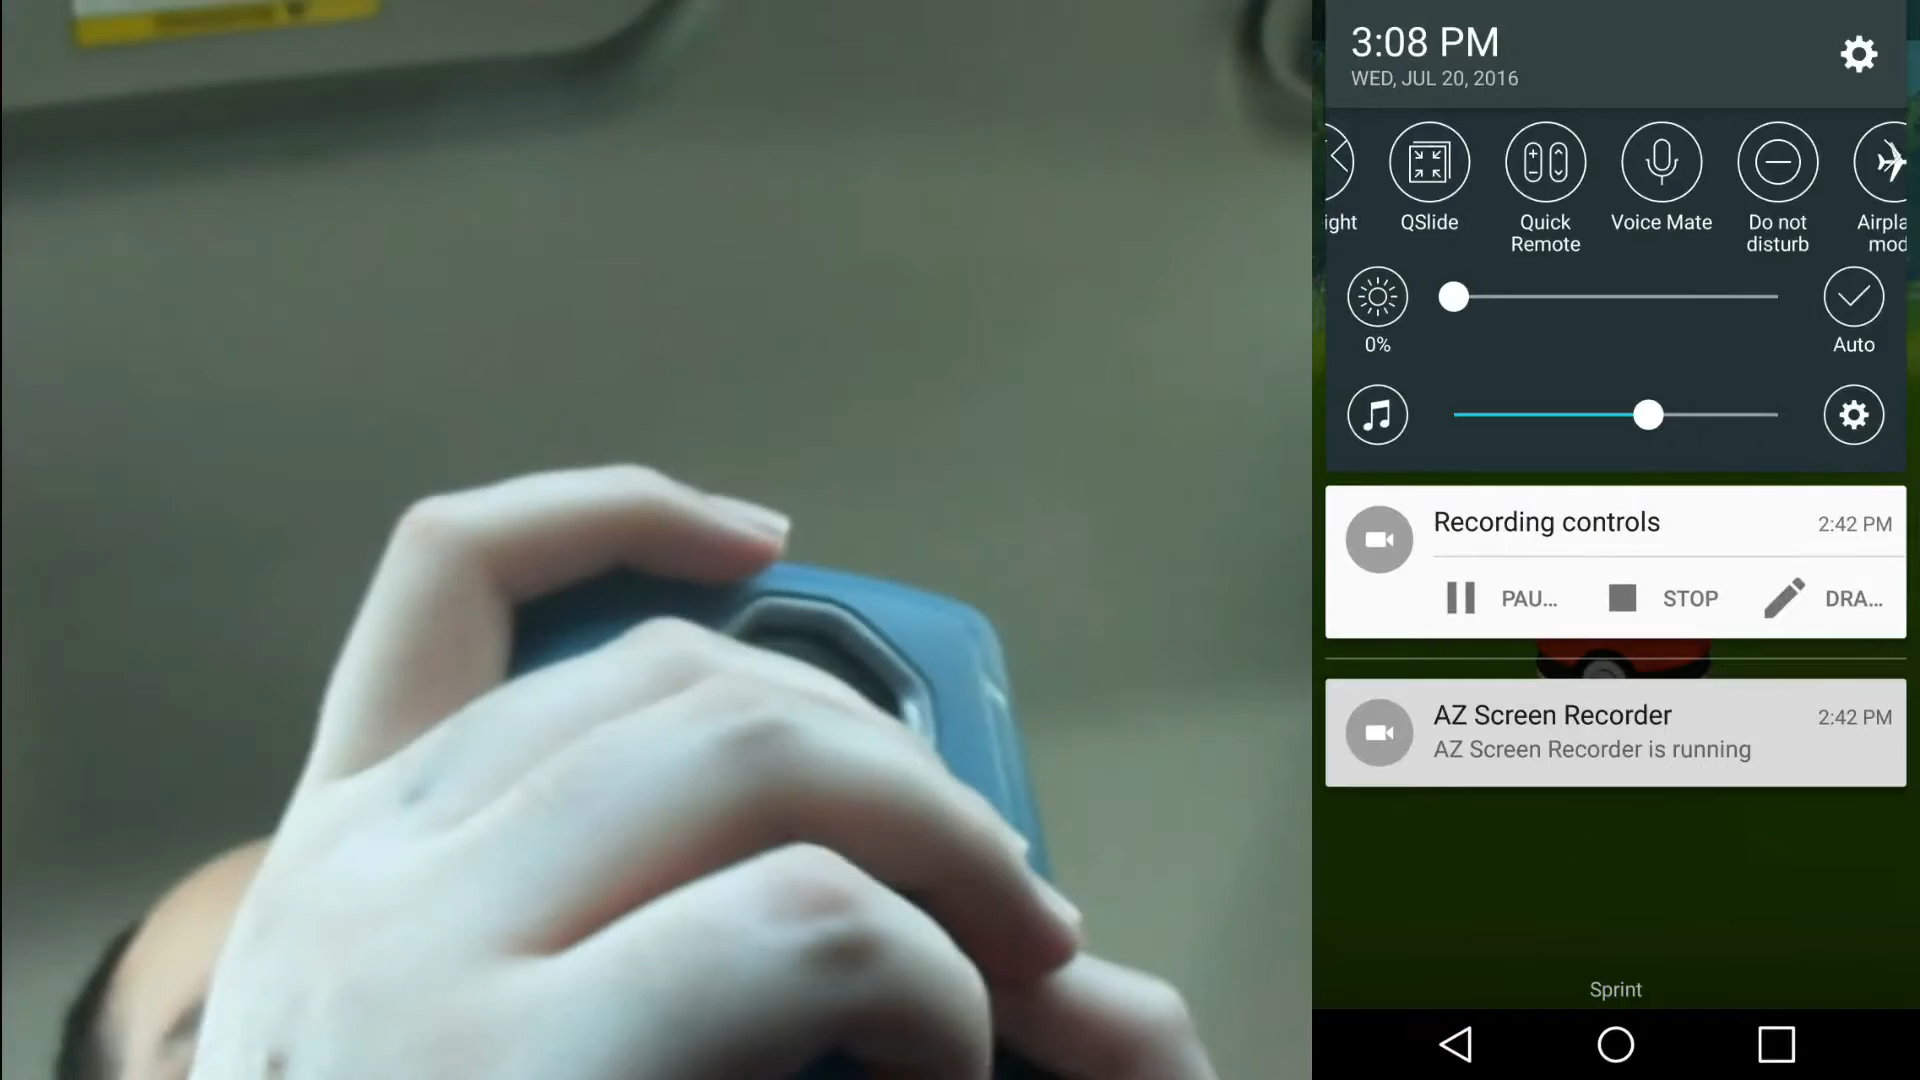 3:08 PM
WED, JUL 20, 2016
ight
QSlide
Quick
Remote
Voice Mate
Do not
disturb
Airpla
mod
0%
Auto
Recording controls
2:42 PM
PAU...
STOP
DRA...
AZ Screen Recorder
2:42 PM
AZ Screen Recorder is running
Sprint